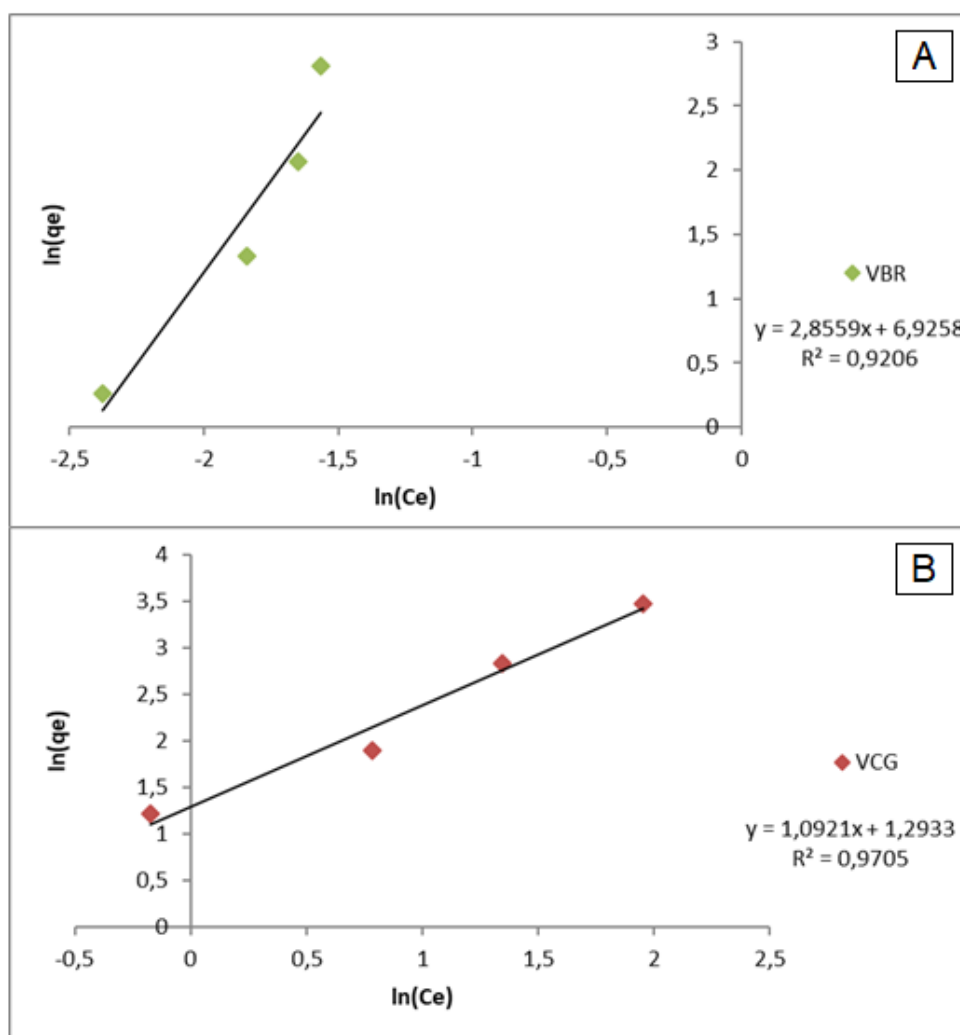 A
3
2,5
2
1,5
1
0,5
0
ln(qe)
-2,5
-2
-1,5
-1
-0,5
0
ln(Ce)
VBR
y = 2,8559x + 6,9258
R² = 0,9206
B
4
3,5
3
2,5
2
1,5
1
0,5
0
ln(qe)
-0,5
0
0,5
1
1,5
2
2,5
ln(Ce)
VCG
y = 1,0921x + 1,2933
R² = 0,9705